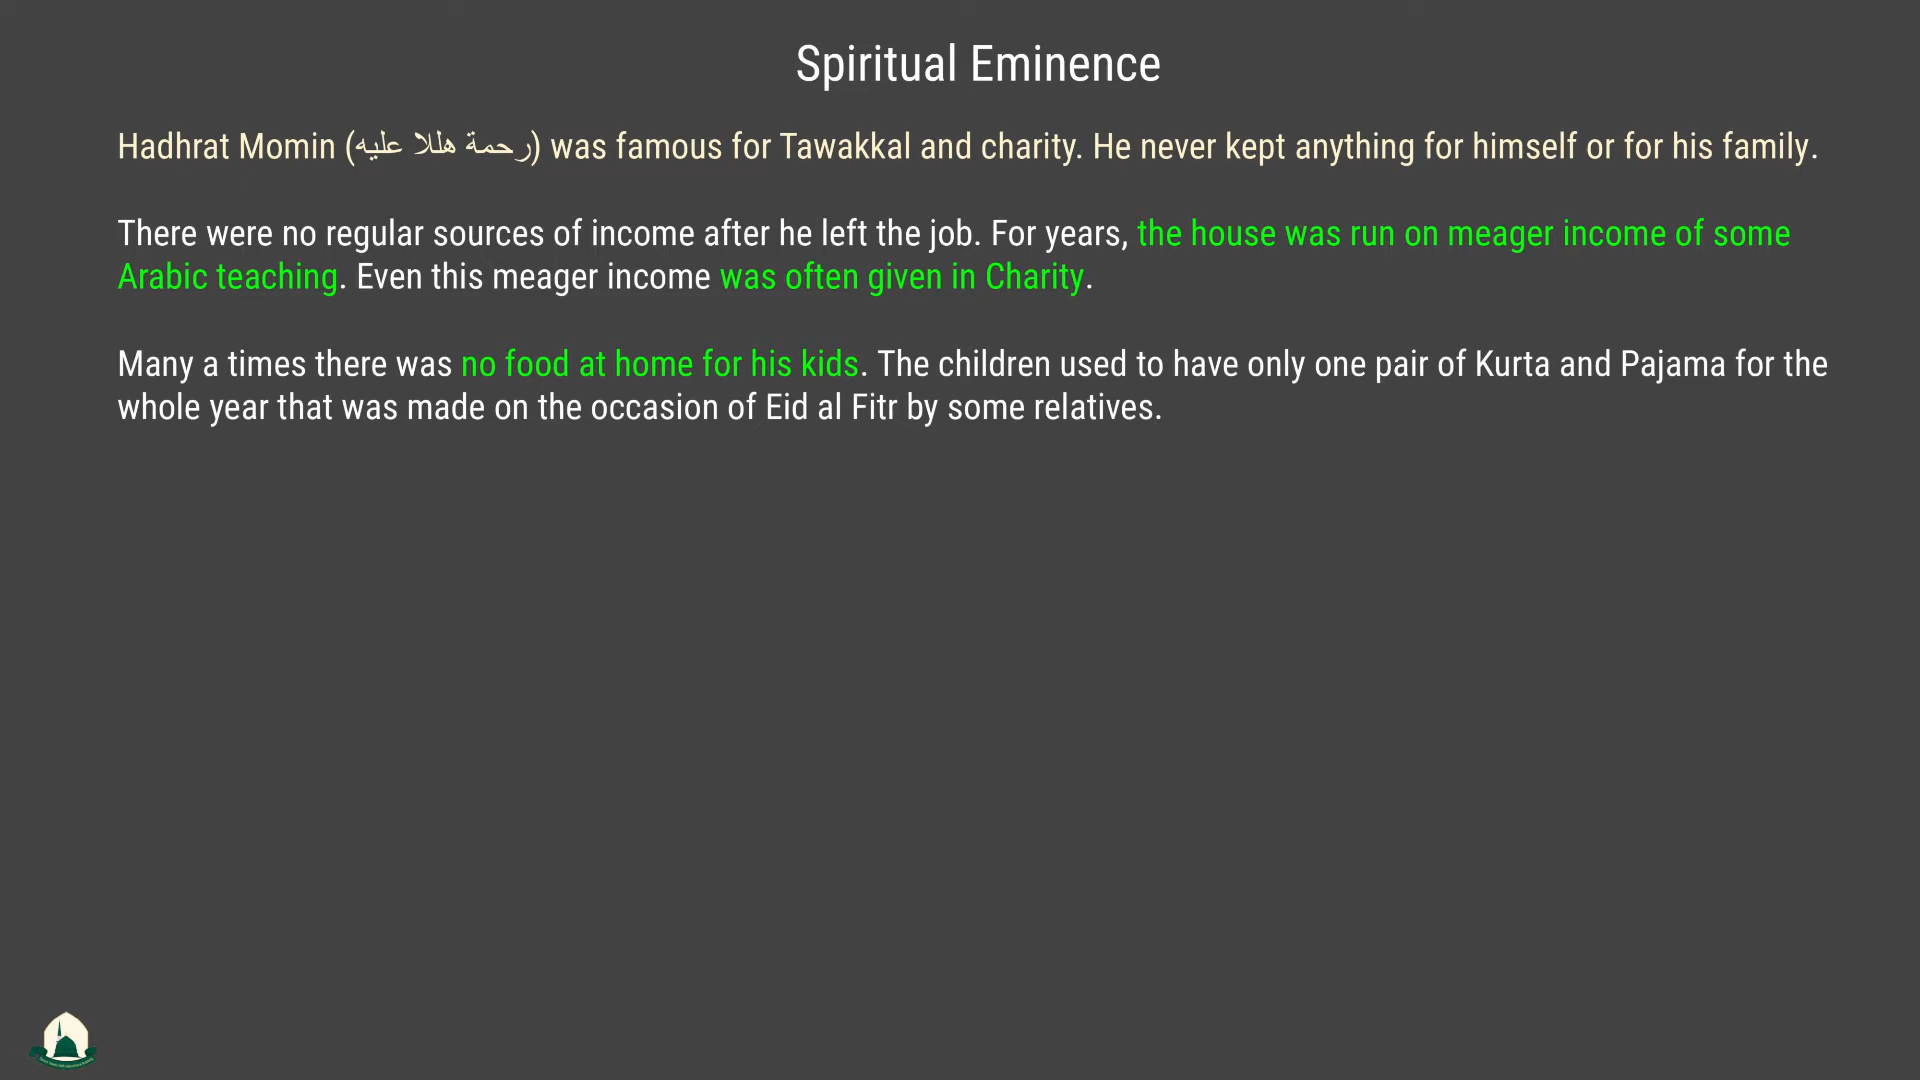 Spiritual Eminence
Hadhrat Momin (رحمة هللا عليه) was famous for Tawakkal and charity. He never kept anything for himself or for his family.
There were no regular sources of income after he left the job. For years, the house was run on meager income of some
Arabic teaching. Even this meager income was often given in Charity.
Many a times there was no food at home for his kids. The children used to have only one pair of Kurta and Pajama for the
whole year that was made on the occasion of Eid al Fitr by some relatives.